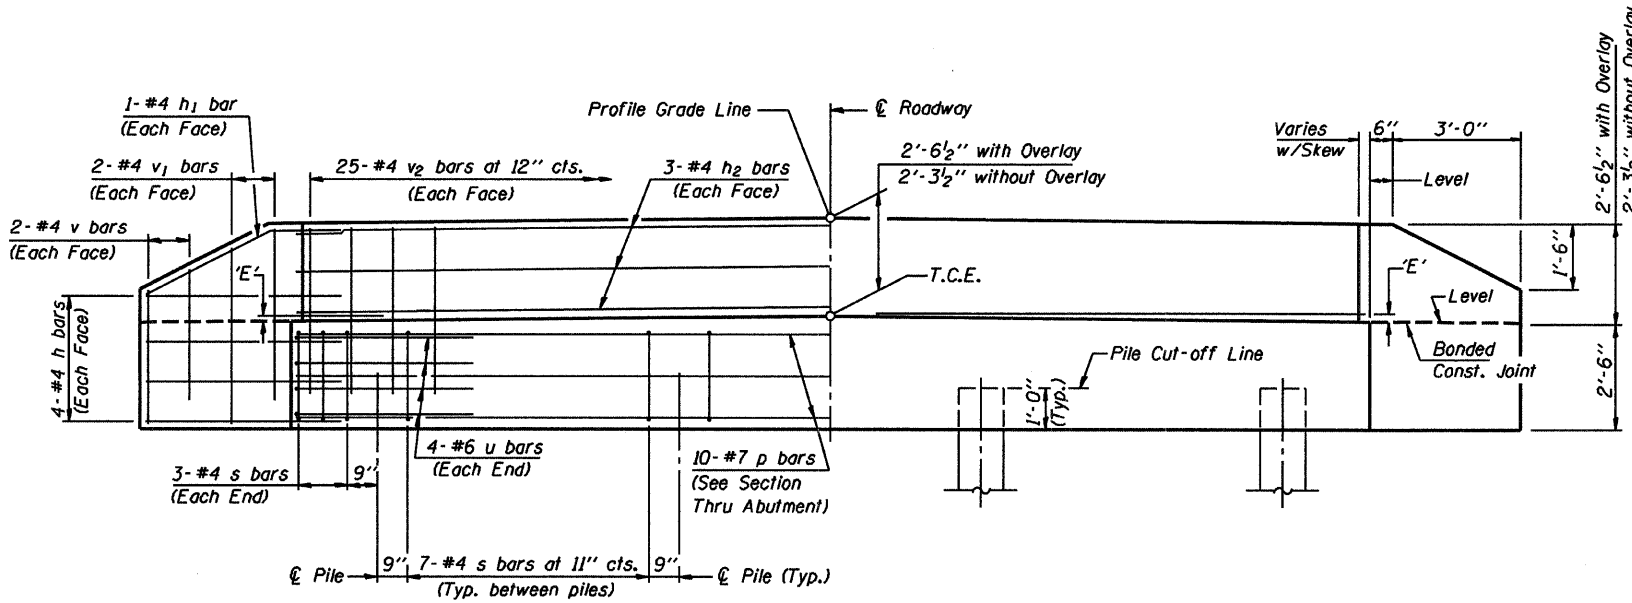 1-#4 h1 bar
(Each Face)
2-#4 v1 bars
(Each Face)
2-#4 v bars
(Each Face)
25-#4 v2 bars at 12" cts.
(Each Face)
3-#4 h2 bars
(Each Face)
Profile Grade Line
℄ Roadway
2'-6½" with Overlay
2'-3½" without Overlay
Varies
w/Skew
6"
3'-0"
Level
2'-6½" with Overlay
2'-3½" without Overlay
1'-6"
'E'
'E'
T.C.E.
Level
4-#4 h bars
(Each Face)
Pile Cut-off Line
Bonded
Const. Joint
2'-6"
1'-0"
(Typ.)
3-#4 s bars
(Each End)
9"
4-#6 u bars
(Each End)
10-#7 p bars
(See Section
Thru Abutment)
℄ Pile
9"
7-#4 s bars at 11" cts.
(Typ. between piles)
9"
℄ Pile (Typ.)